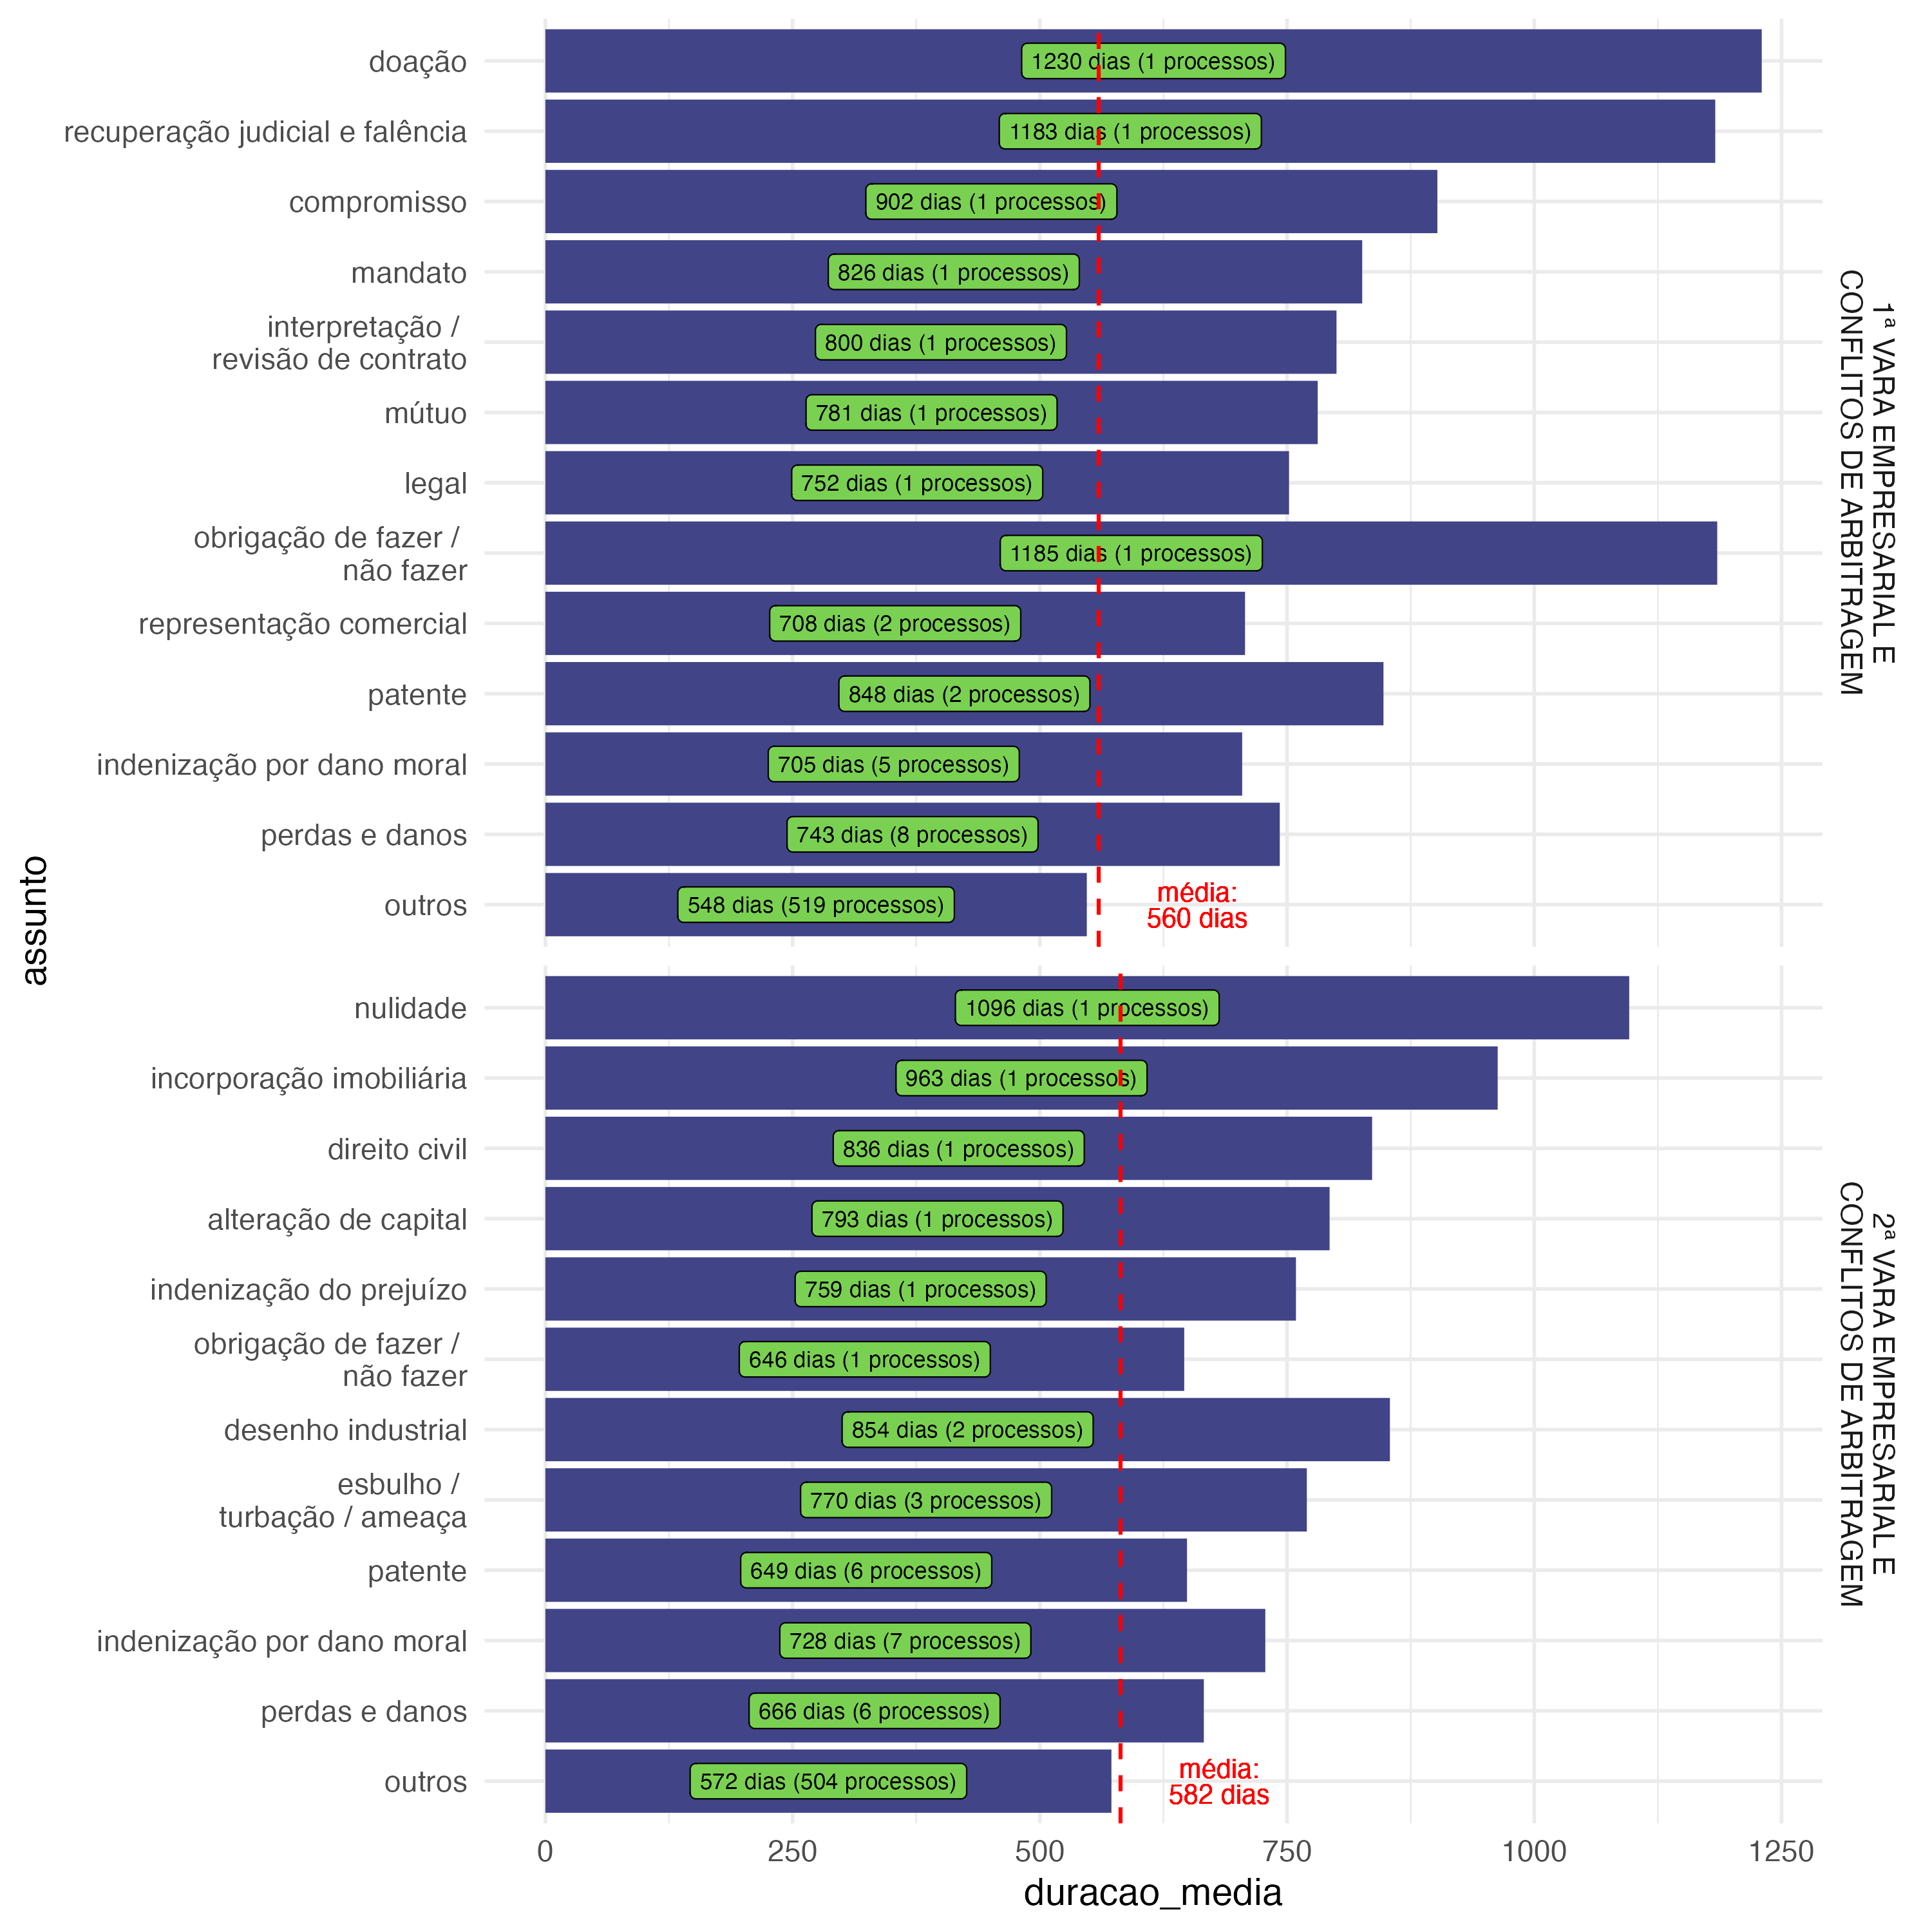 doação
1230 dias (1 processos)
recuperação judicial e falência
1183 dias (1 processos)
compromisso
902 dias (1 processos)
mandato
826 dias (1 processos)
interpretação /
revisão de contrato
800 dias (1 processos)
mútuo
781 dias (1 processos)
legal
752 dias (1 processos)
obrigação de fazer /
não fazer
1185 dias (1 processos)
representação comercial
708 dias (2 processos)
patente
848 dias (2 processos)
indenização por dano moral
705 dias (5 processos)
perdas e danos
743 dias (8 processos)
outros
548 dias (519 processos)
média:
560 dias
1ª VARA EMPRESARIAL E
CONFLITOS DE ARBITRAGEM
assunto
nulidade
1096 dias (1 processos)
incorporação imobiliária
963 dias (1 processos)
direito civil
836 dias (1 processos)
alteração de capital
793 dias (1 processos)
indenização do prejuízo
759 dias (1 processos)
obrigação de fazer /
não fazer
646 dias (1 processos)
desenho industrial
854 dias (2 processos)
esbulho /
turbação / ameaça
770 dias (3 processos)
patente
649 dias (6 processos)
indenização por dano moral
728 dias (7 processos)
perdas e danos
666 dias (6 processos)
outros
572 dias (504 processos)
média:
582 dias
2ª VARA EMPRESARIAL E
CONFLITOS DE ARBITRAGEM
0 250 500 750 1000 1250
duracao_media